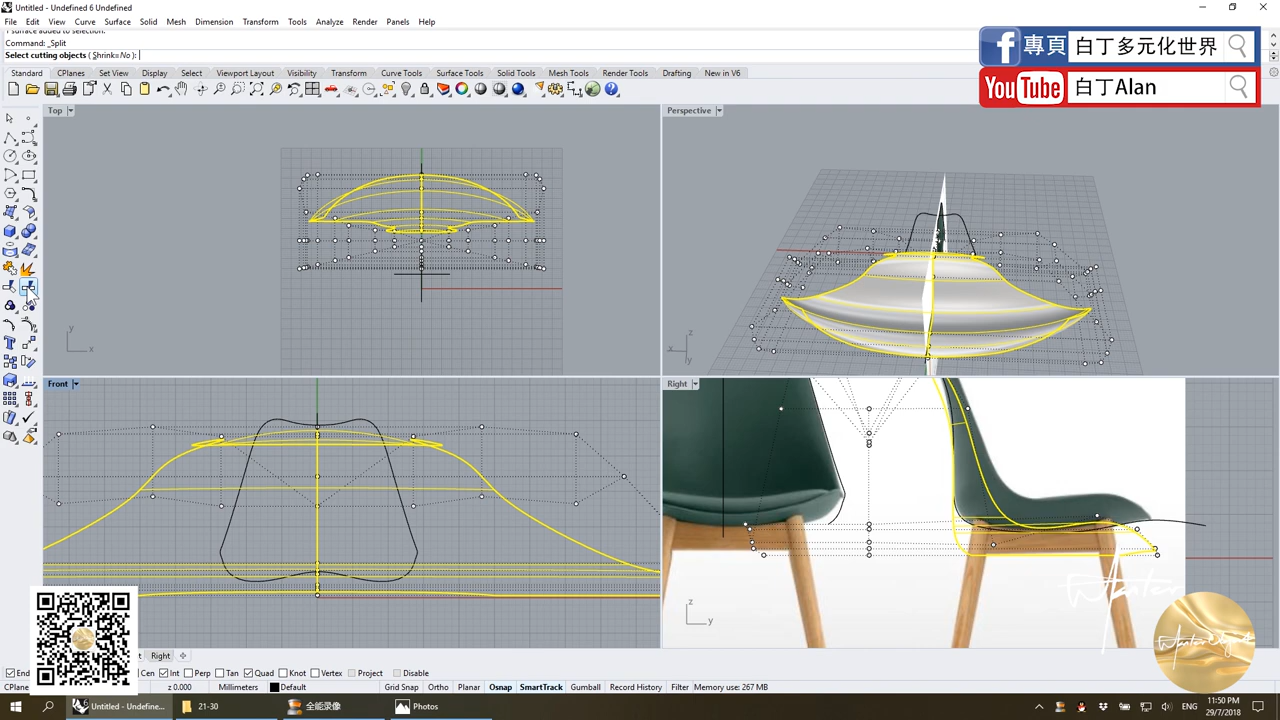 Untitled - Undefined 6 Undefined
File Edit View Curve Surface Solid Mesh Dimension Transform Tools Analyze Render Panels Help
1 surface added to selection.
Command: _Split
Select cutting objects ( Shrink=No ):
Standard CPlanes Set View Display Select Viewport Layout Visibility Transform Curve Tools Surface Tools Solid Tools Mesh Tools Render Tools Drafting New in V6
f 專頁 白丁多元化世界
YouTube 白丁Alan
Top
Perspective
y
x
z
x
y
Front
Right
z
y
Right
End Cen Int Perp Tan Quad Knot Vertex Project Disable
CPlane z 0.000 Millimeters Default Grid Snap Ortho Planar Osnap SmartTrack Gumball Record History Filter Memory use: 267 MB
Untitled - Undefine... 21-30 全能录像 Photos
ENG
11:50 PM
29/7/2018